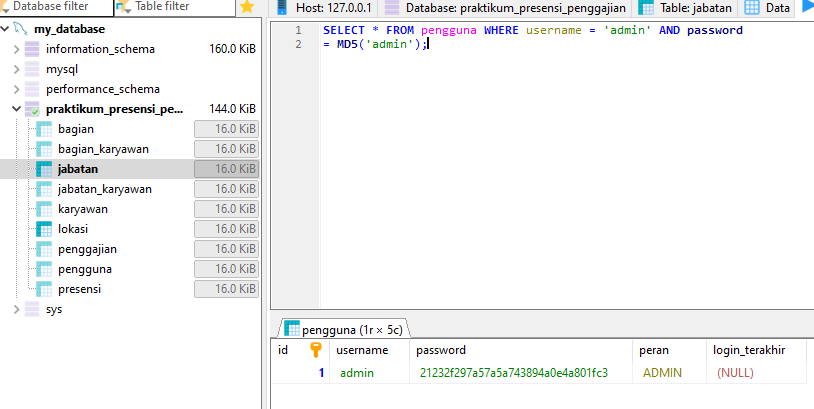 Database filter
Table filter
Host: 127.0.0.1
Database: praktikum_presensi_penggajian
Table: jabatan
Data
my_database
information_schema 160.0 KiB
mysql
performance_schema
praktikum_presensi_pe... 144.0 KiB
bagian 16.0 KiB
bagian_karyawan 16.0 KiB
jabatan 16.0 KiB
jabatan_karyawan 16.0 KiB
karyawan 16.0 KiB
lokasi 16.0 KiB
penggajian 16.0 KiB
pengguna 16.0 KiB
presensi 16.0 KiB
sys
1 SELECT * FROM pengguna WHERE username = 'admin' AND password
2 = MD5('admin');
pengguna (1r × 5c)
id username password peran login_terakhir
1 admin 21232f297a57a5a743894a0e4a801fc3 ADMIN (NULL)